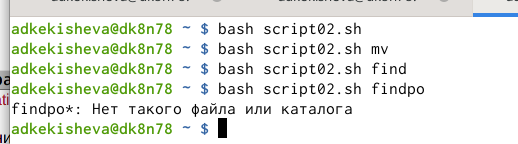 adkekisheva@dk8n78 ~ $ bash script02.sh
adkekisheva@dk8n78 ~ $ bash script02.sh mv
adkekisheva@dk8n78 ~ $ bash script02.sh find
adkekisheva@dk8n78 ~ $ bash script02.sh findpo
findpo*: Нет такого файла или каталога
adkekisheva@dk8n78 ~ $